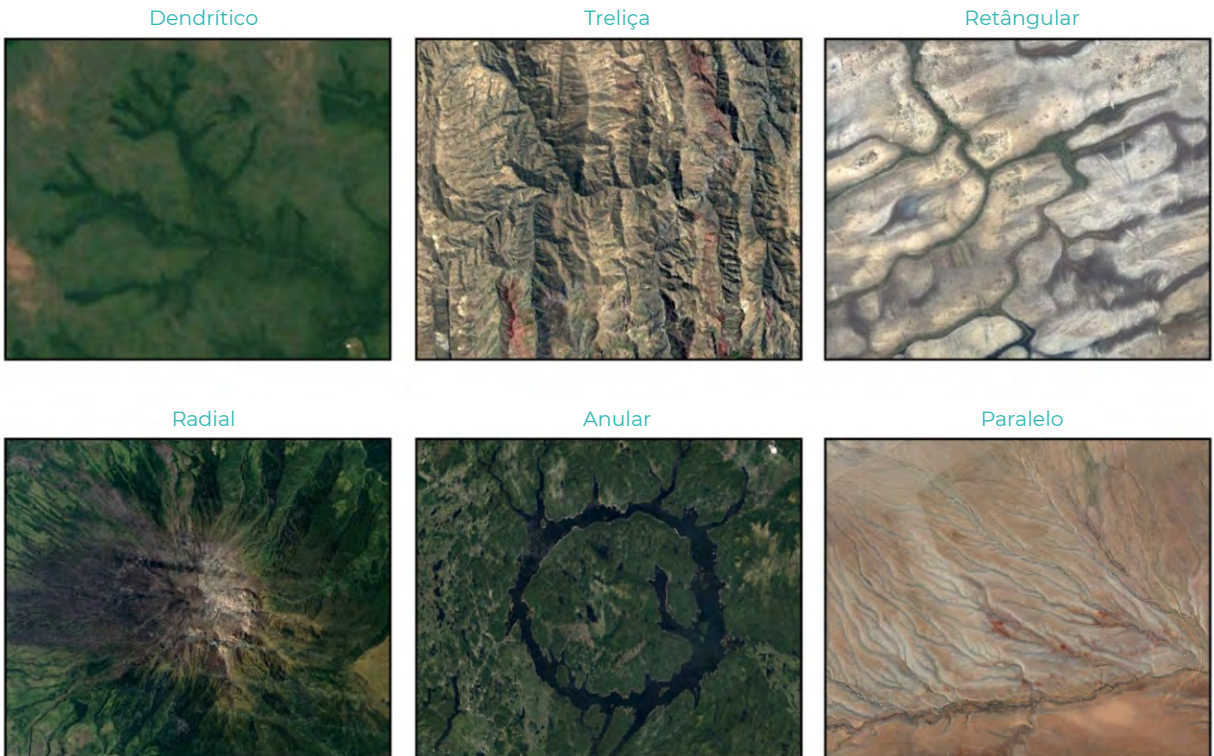 Dendrítico
Treliça
Retângular
Radial
Anular
Paralelo